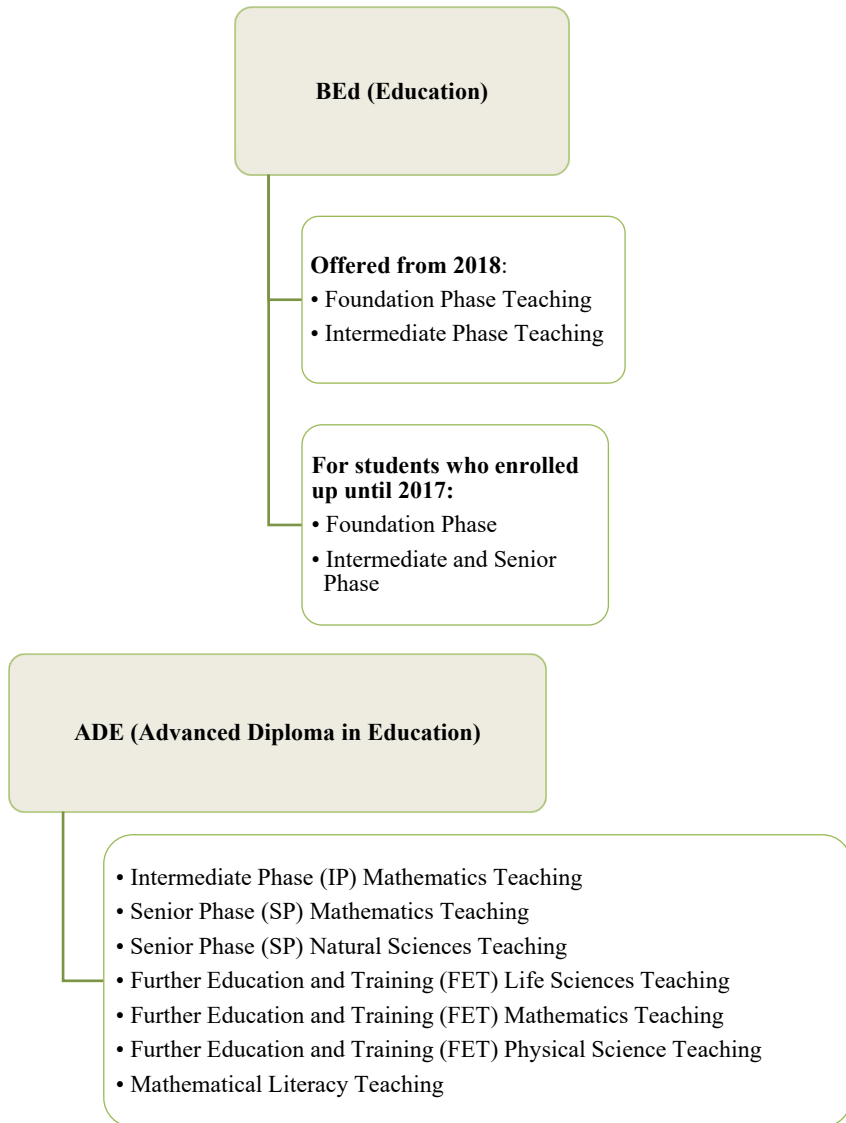 BEd (Education)
Offered from 2018:
• Foundation Phase Teaching
• Intermediate Phase Teaching
For students who enrolled
up until 2017:
• Foundation Phase
• Intermediate and Senior
Phase
ADE (Advanced Diploma in Education)
• Intermediate Phase (IP) Mathematics Teaching
• Senior Phase (SP) Mathematics Teaching
• Senior Phase (SP) Natural Sciences Teaching
• Further Education and Training (FET) Life Sciences Teaching
• Further Education and Training (FET) Mathematics Teaching
• Further Education and Training (FET) Physical Science Teaching
• Mathematical Literacy Teaching